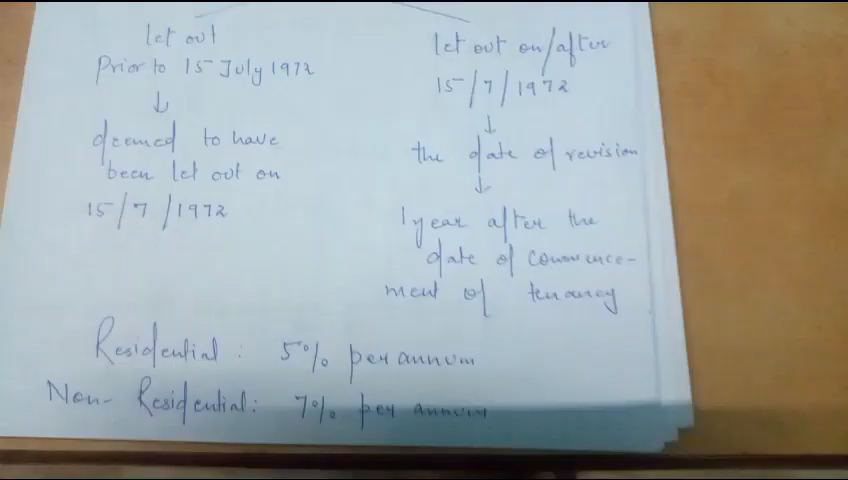 let out
Prior to 15 July 1972
↓
deemed to have
been let out on
15/7/1972
let out on/after
15/7/1972
↓
the date of revision
↓
1 year after the
date of commence-
ment of tenancy
Residential : 5% per annum
Non- Residential: 7% per annum